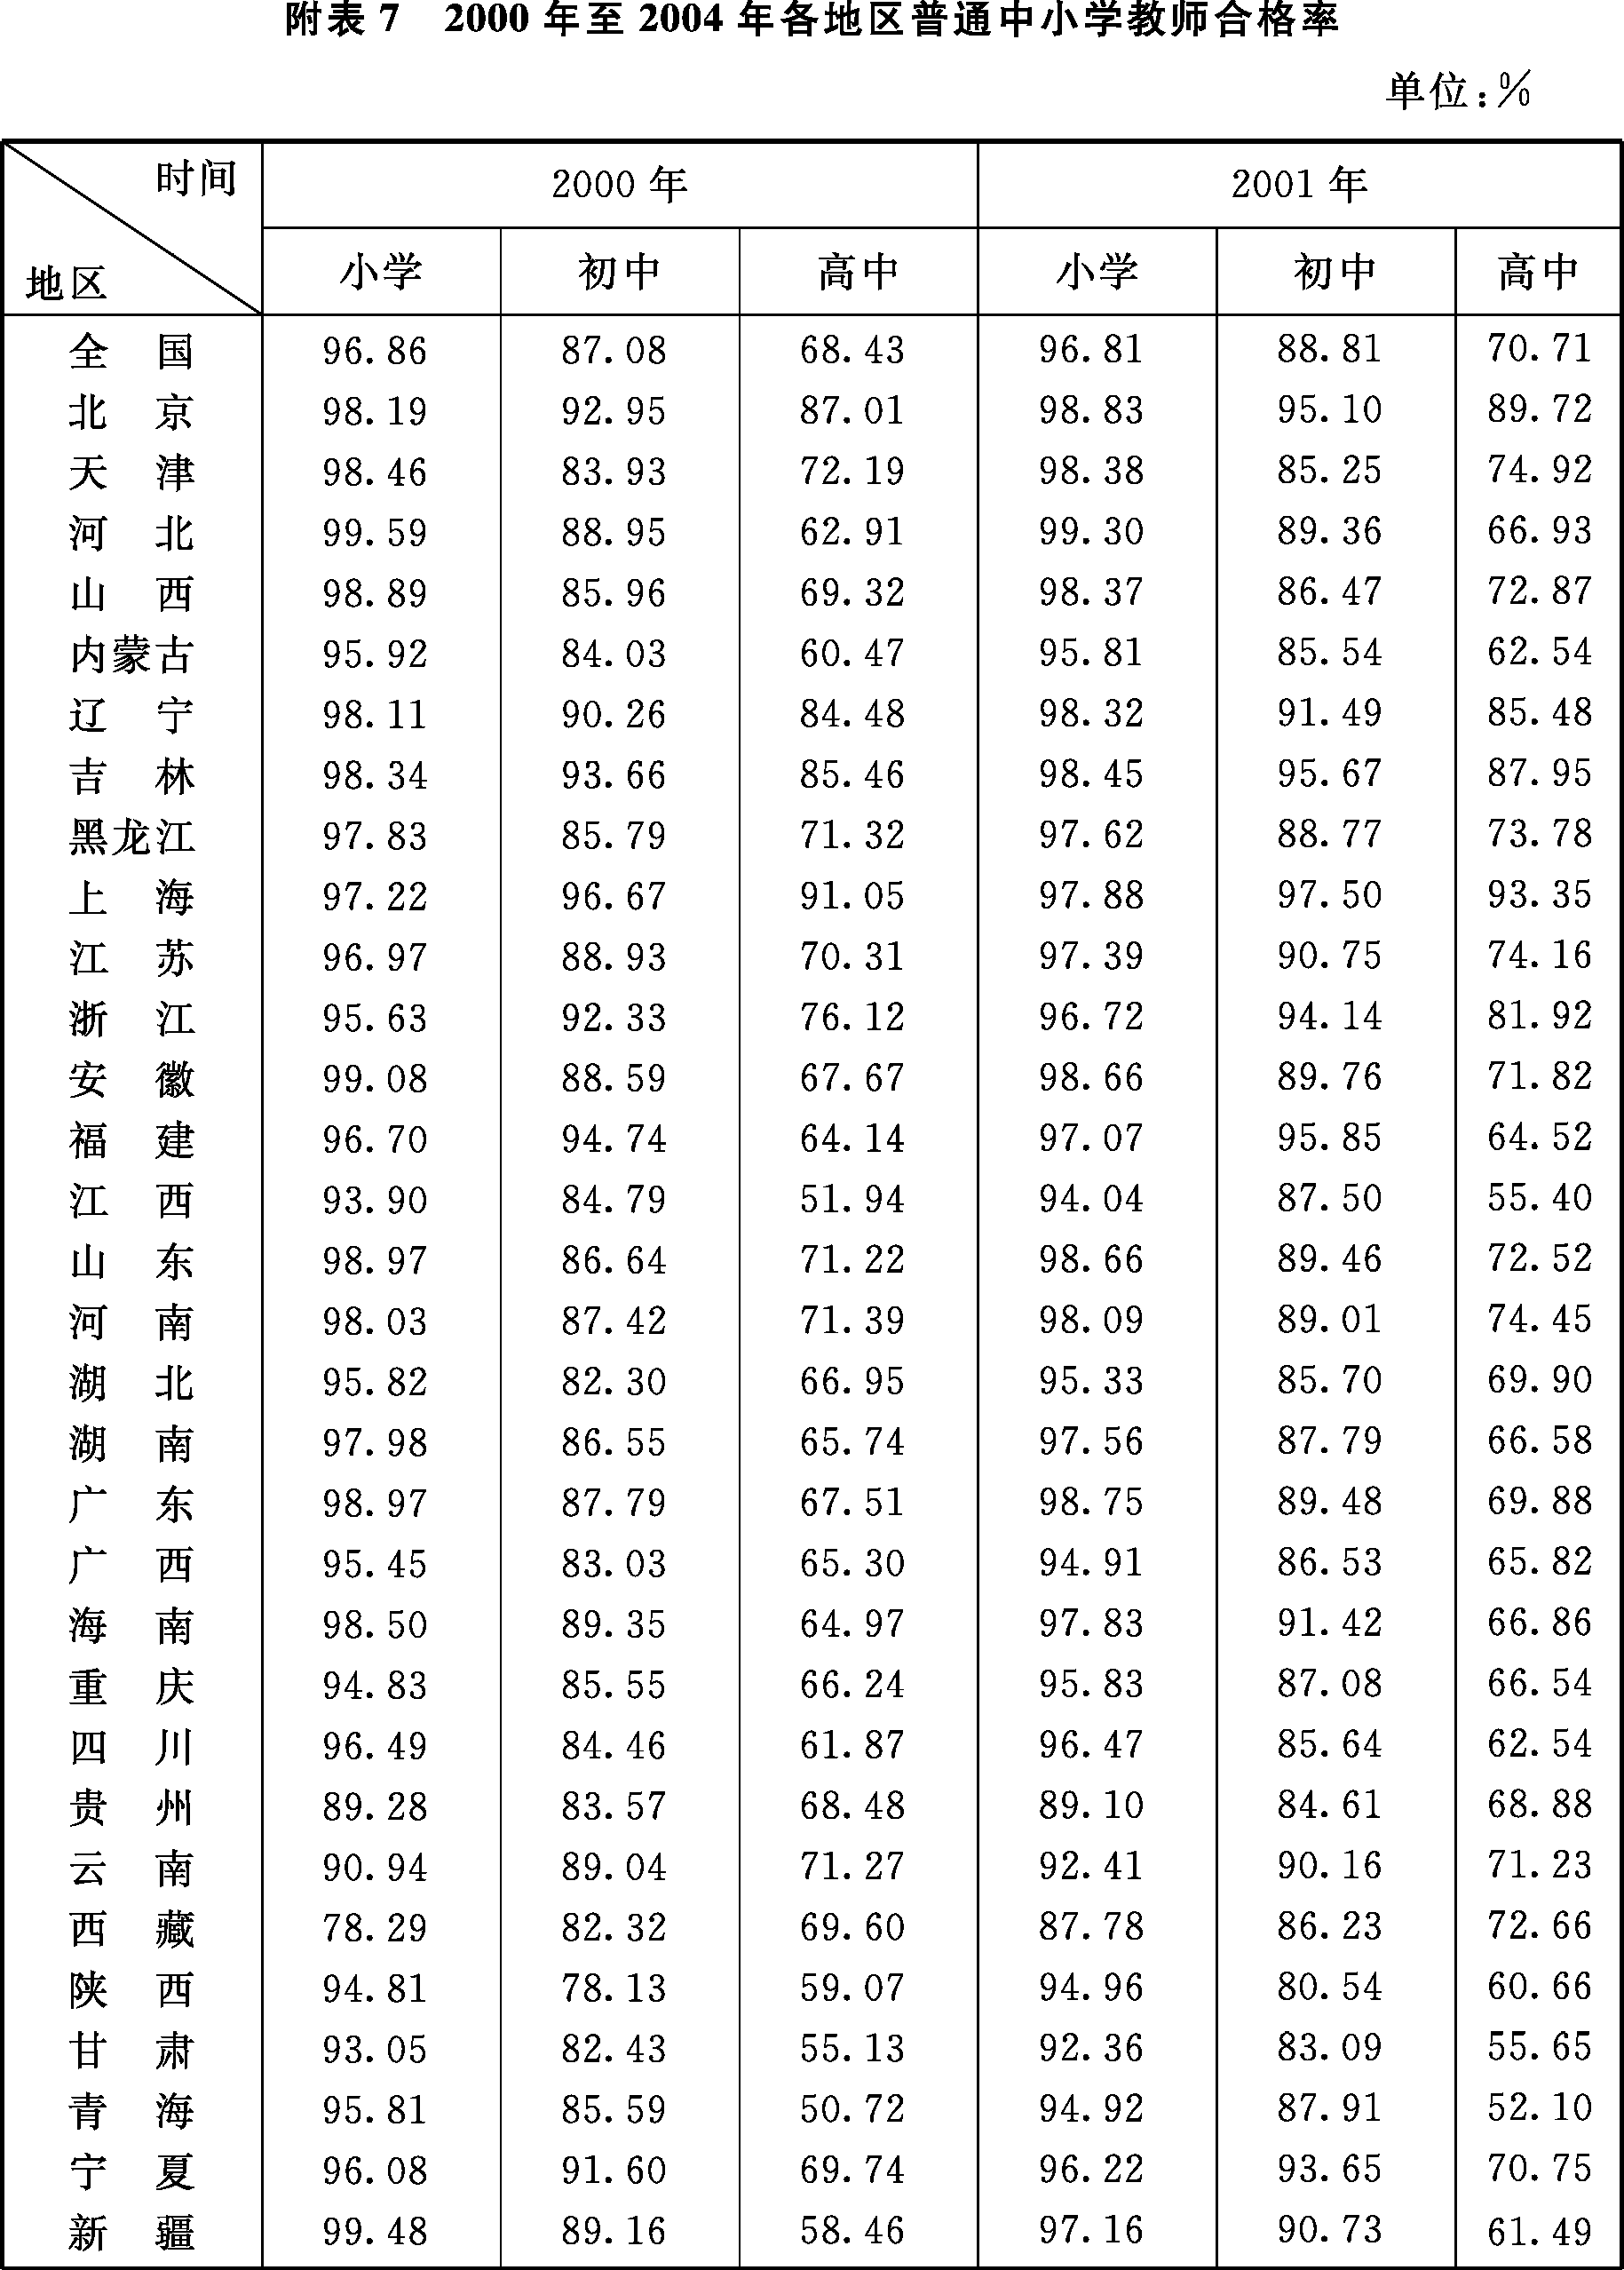 附表7 2000年至2004年各地区普通中小学教师合格率
单位:%
时间 2000年 2001年
地区 小学 初中 高中 小学 初中 高中
全国 96.86 87.08 68.43 96.81 88.81 70.71
北京 98.19 92.95 87.01 98.83 95.10 89.72
天津 98.46 83.93 72.19 98.38 85.25 74.92
河北 99.59 88.95 62.91 99.30 89.36 66.93
山西 98.89 85.96 69.32 98.37 86.47 72.87
内蒙古 95.92 84.03 60.47 95.81 85.54 62.54
辽宁 98.11 90.26 84.48 98.32 91.49 85.48
吉林 98.34 93.66 85.46 98.45 95.67 87.95
黑龙江 97.83 85.79 71.32 97.62 88.77 73.78
上海 97.22 96.67 91.05 97.88 97.50 93.35
江苏 96.97 88.93 70.31 97.39 90.75 74.16
浙江 95.63 92.33 76.12 96.72 94.14 81.92
安徽 99.08 88.59 67.67 98.66 89.76 71.82
福建 96.70 94.74 64.14 97.07 95.85 64.52
江西 93.90 84.79 51.94 94.04 87.50 55.40
山东 98.97 86.64 71.22 98.66 89.46 72.52
河南 98.03 87.42 71.39 98.09 89.01 74.45
湖北 95.82 82.30 66.95 95.33 85.70 69.90
湖南 97.98 86.55 65.74 97.56 87.79 66.58
广东 98.97 87.79 67.51 98.75 89.48 69.88
广西 95.45 83.03 65.30 94.91 86.53 65.82
海南 98.50 89.35 64.97 97.83 91.42 66.86
重庆 94.83 85.55 66.24 95.83 87.08 66.54
四川 96.49 84.46 61.87 96.47 85.64 62.54
贵州 89.28 83.57 68.48 89.10 84.61 68.88
云南 90.94 89.04 71.27 92.41 90.16 71.23
西藏 78.29 82.32 69.60 87.78 86.23 72.66
陕西 94.81 78.13 59.07 94.96 80.54 60.66
甘肃 93.05 82.43 55.13 92.36 83.09 55.65
青海 95.81 85.59 50.72 94.92 87.91 52.10
宁夏 96.08 91.60 69.74 96.22 93.65 70.75
新疆 99.48 89.16 58.46 97.16 90.73 61.49